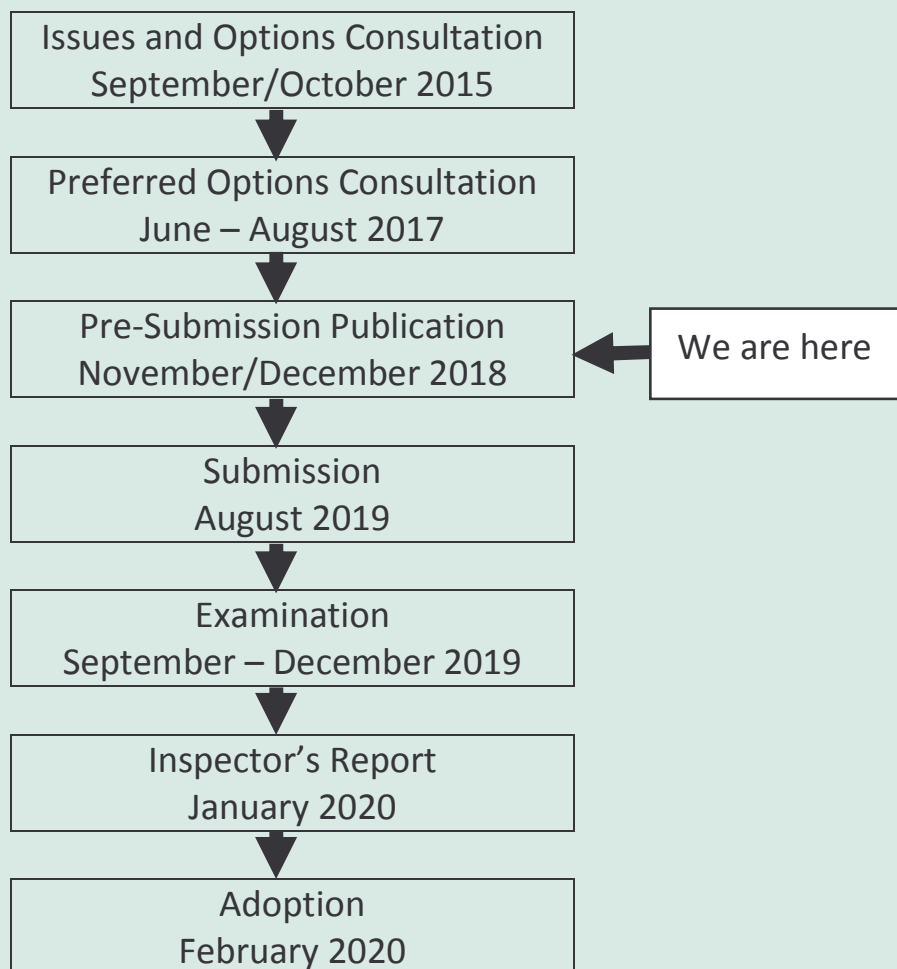 Issues and Options Consultation
September/October 2015
Preferred Options Consultation
June – August 2017
Pre-Submission Publication
November/December 2018
We are here
Submission
August 2019
Examination
September – December 2019
Inspector’s Report
January 2020
Adoption
February 2020